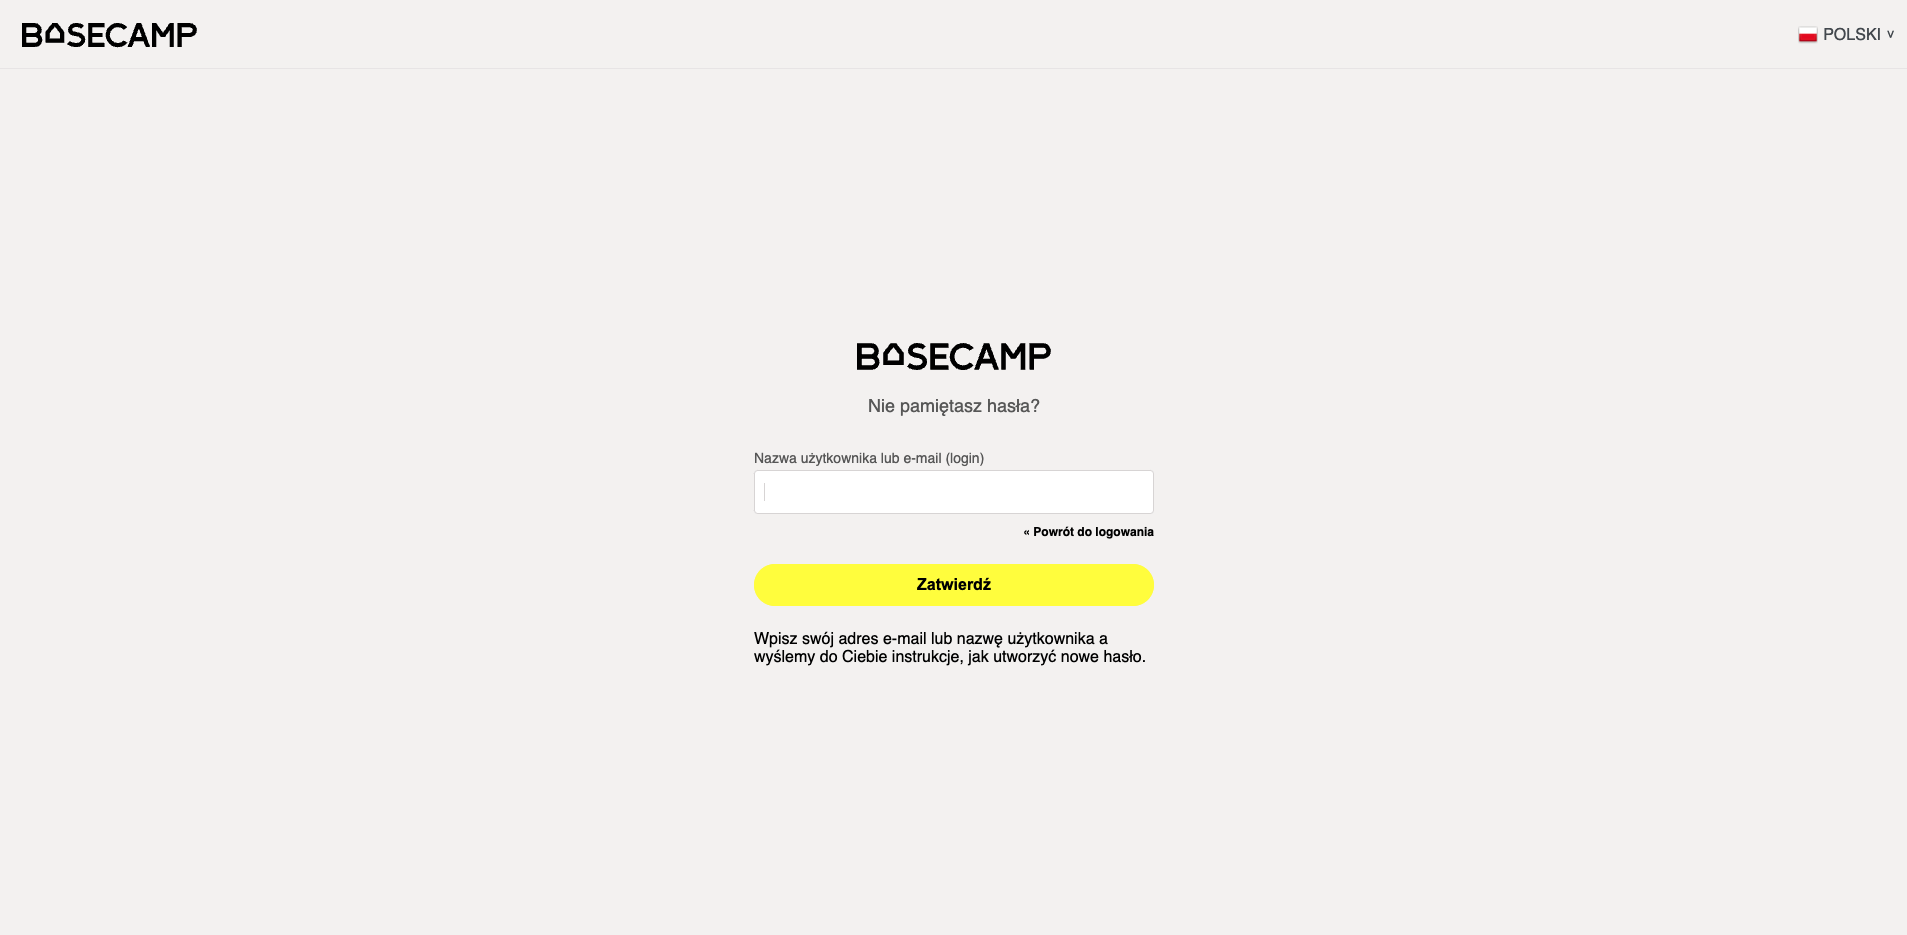 BASECAMP
POLSKI
BASECAMP
Nie pamiętasz hasła?
Nazwa użytkownika lub e-mail (login)
« Powrót do logowania
Zatwierdź
Wpisz swój adres e-mail lub nazwę użytkownika a
wyślemy do Ciebie instrukcje, jak utworzyć nowe hasło.